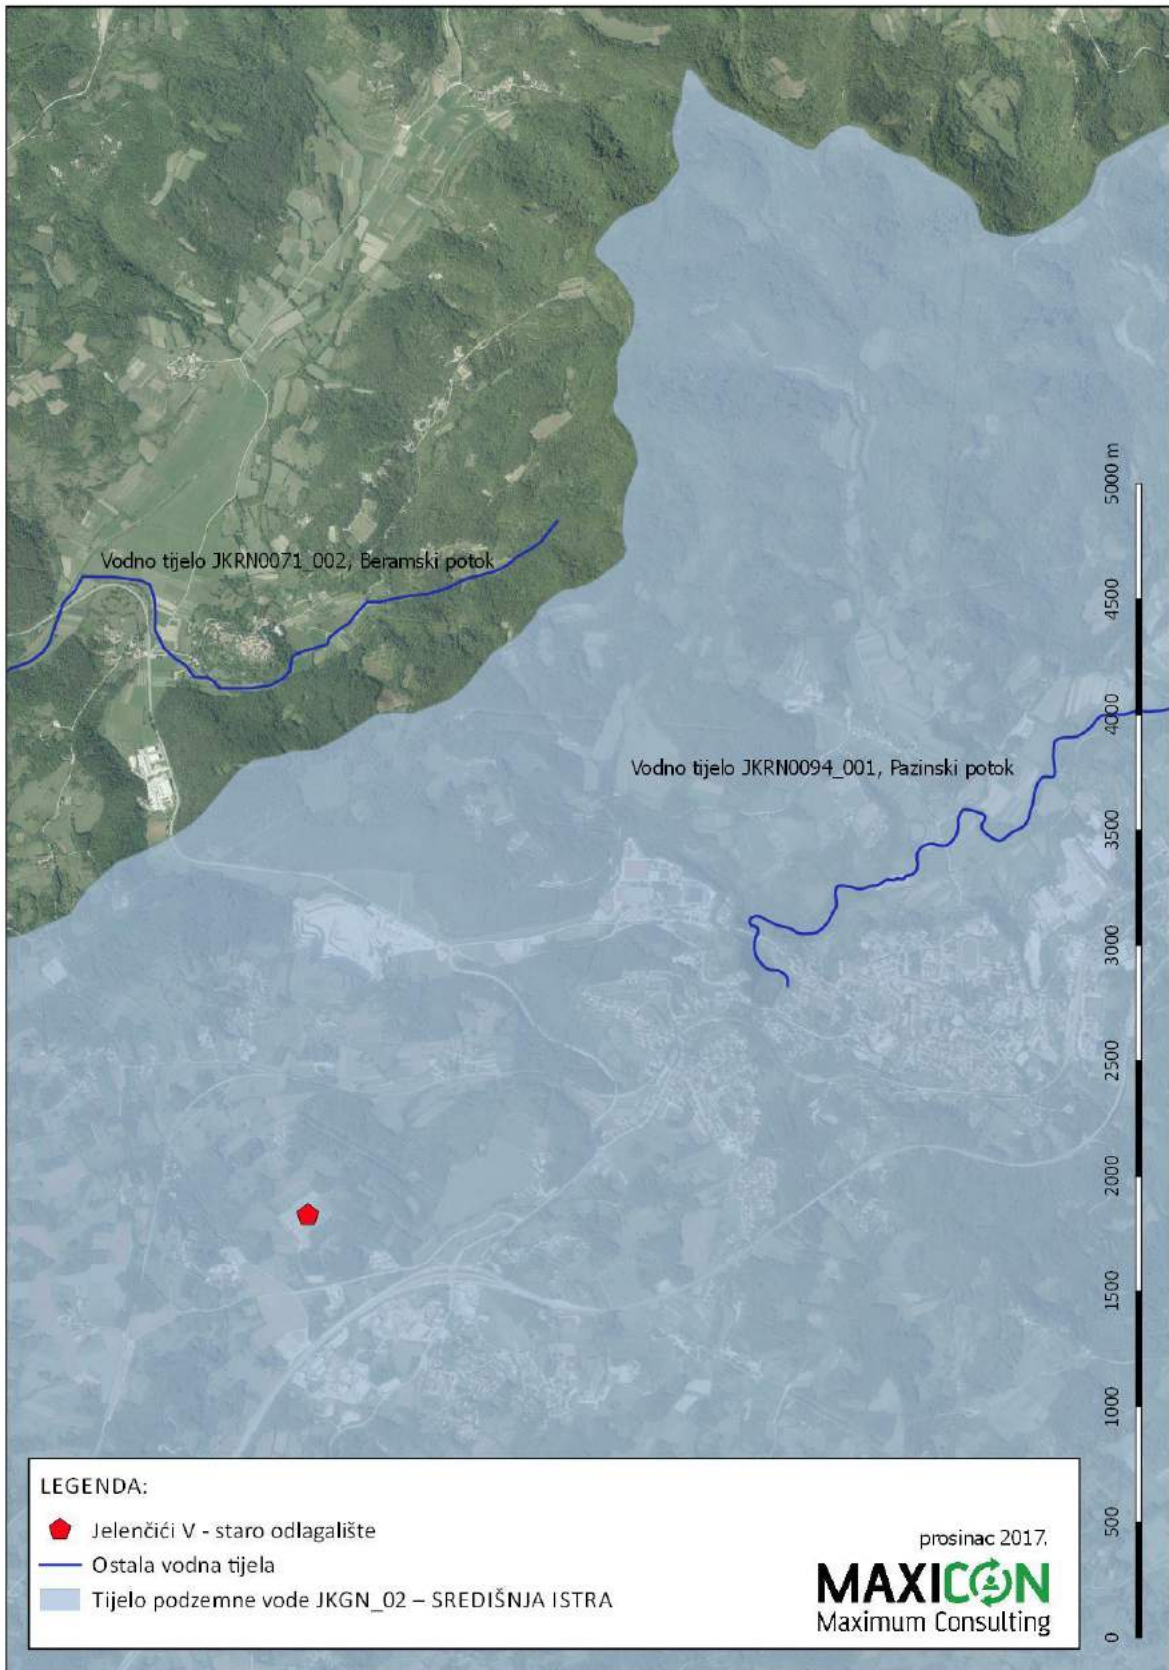 Vodno tijelo JKRN0071_002, Beramski potok
Vodno tijelo JKRN0094_001, Pazinski potok
5000 m
4500
4000
3500
3000
2500
2000
1500
1000
500
0
LEGENDA:
Jelenčići V - staro odlagalište
Ostala vodna tijela
Tijelo podzemne vode JKGN_02 – SREDIŠNJA ISTRA
prosinac 2017.
MAXICON
Maximum Consulting